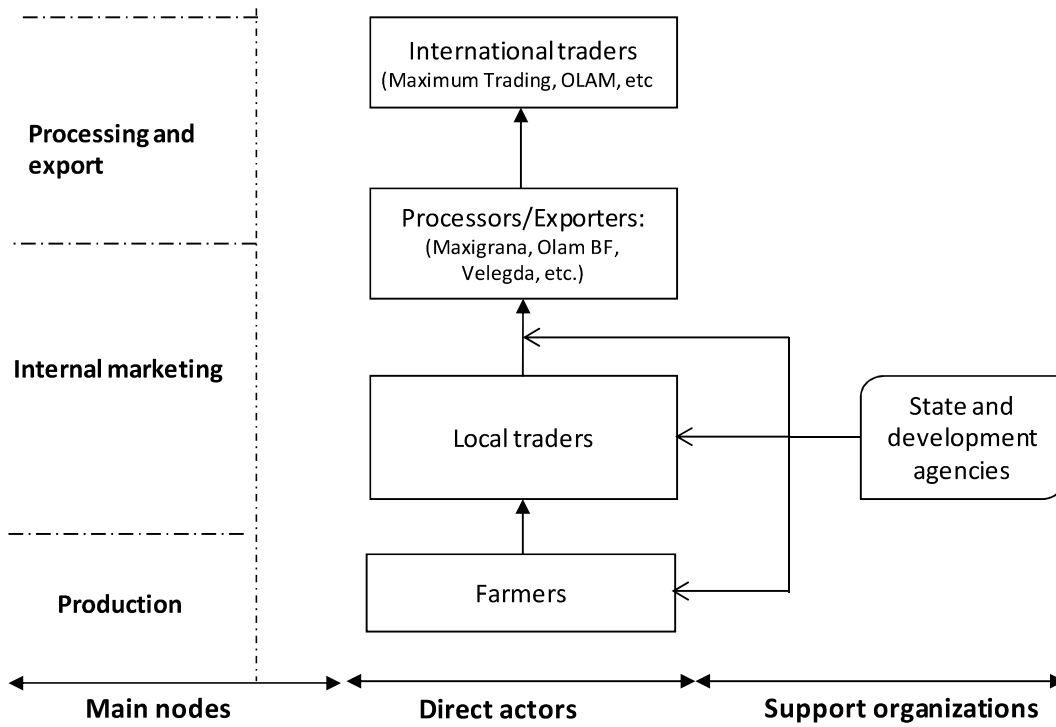 International traders
(Maximum Trading, OLAM, etc
Processing and
export
Processors/Exporters:
(Maxigrana, Olam BF,
Velegda, etc.)
Internal marketing
Local traders
State and
development
agencies
Production
Farmers
Main nodes
Direct actors
Support organizations